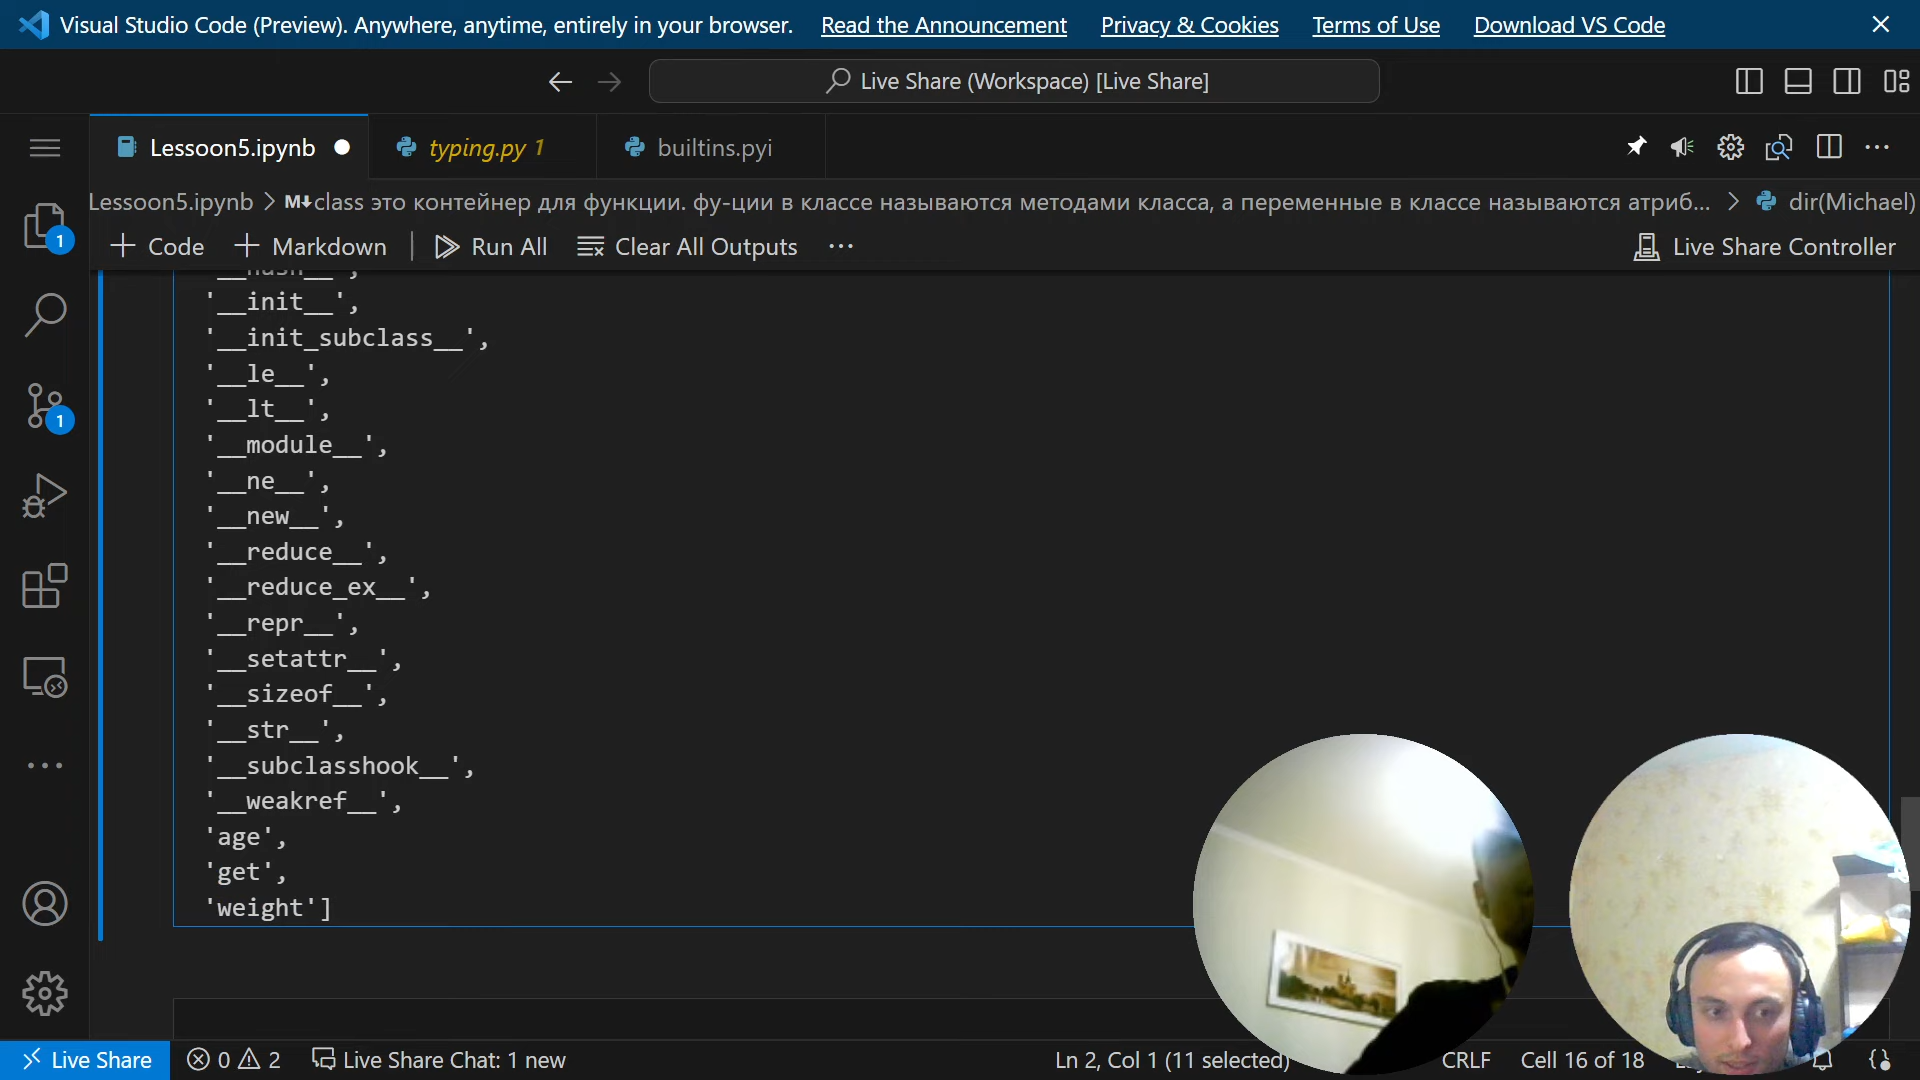 Visual Studio Code (Preview). Anywhere, anytime, entirely in your browser. Read the Announcement Privacy & Cookies Terms of Use Download VS Code
Live Share (Workspace) [Live Share]
Lessoon5.ipynb typing.py 1 builtins.pyi
Lessoon5.ipynb > M↓class это контейнер для функции. фу-ции в классе называются методами класса, а переменные в классе называются атриб... > dir(Michael)
+ Code + Markdown | Run All Clear All Outputs ... Live Share Controller
'__hash__',
'__init__',
'__init_subclass__',
'__le__',
'__lt__',
'__module__',
'__ne__',
'__new__',
'__reduce__',
'__reduce_ex__',
'__repr__',
'__setattr__',
'__sizeof__',
'__str__',
'__subclasshook__',
'__weakref__',
'age',
'get',
'weight']
1
1
Live Share 0 2 Live Share Chat: 1 new Ln 2, Col 1 (11 selected) CRLF Cell 16 of 18